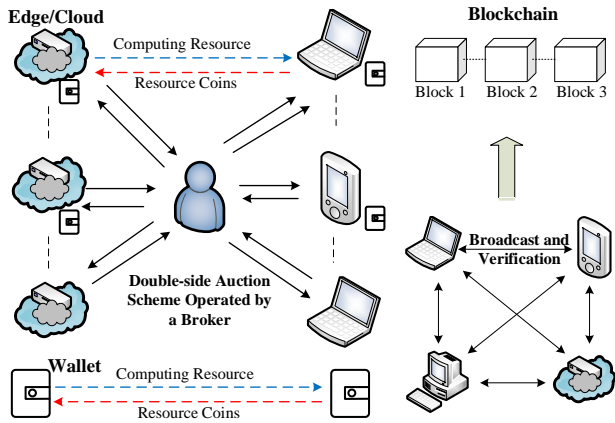 Edge/Cloud
Computing Resource
Resource Coins
Double-side Auction
Scheme Operated by
a Broker
Wallet
Computing Resource
Resource Coins
Blockchain
Block 1
Block 2
Block 3
Broadcast and
Verification